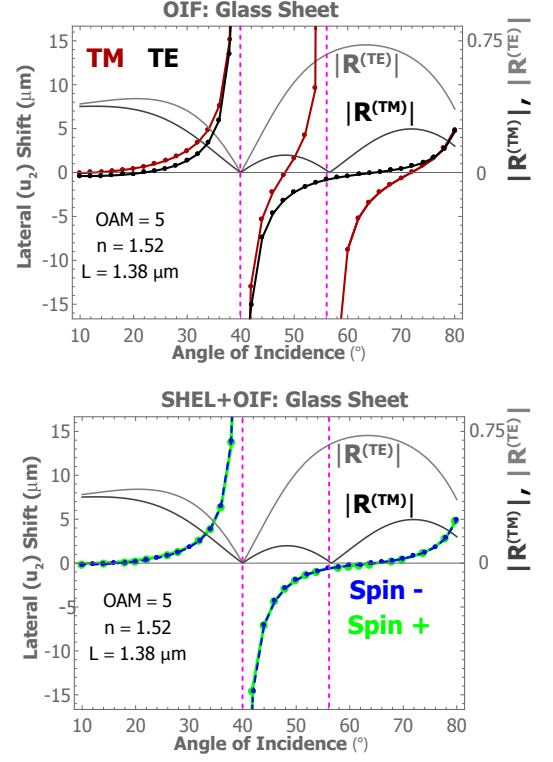 OIF: Glass Sheet
TM TE
|R^(TE)|
|R^(TM)|
OAM = 5
n = 1.52
L = 1.38 μm
15
10
5
0
-5
-10
-15
Lateral (u₂) Shift (μm)
0.75
0
|R^(TM)|, |R^(TE)|
10 20 30 40 50 60 70 80
Angle of Incidence (°)
SHEL+OIF: Glass Sheet
|R^(TE)|
|R^(TM)|
Spin -
Spin +
OAM = 5
n = 1.52
L = 1.38 μm
15
10
5
0
-5
-10
-15
Lateral (u₂) Shift (μm)
0.75
0
|R^(TM)|, |R^(TE)|
10 20 30 40 50 60 70 80
Angle of Incidence (°)